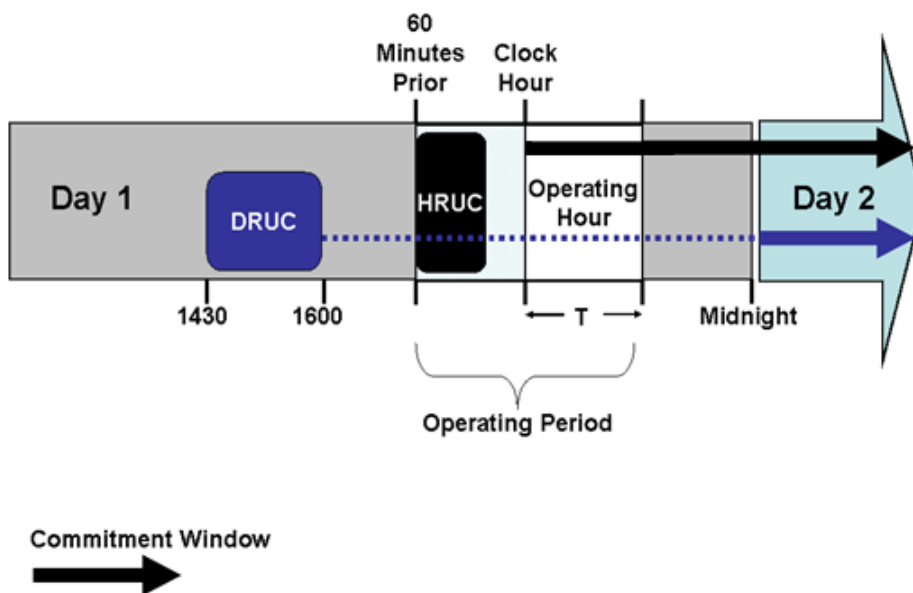 60
Minutes
Prior
Clock
Hour
Day 1
DRUC
HRUC
Operating
Hour
Day 2
1430
1600
T
Midnight
Operating Period
Commitment Window